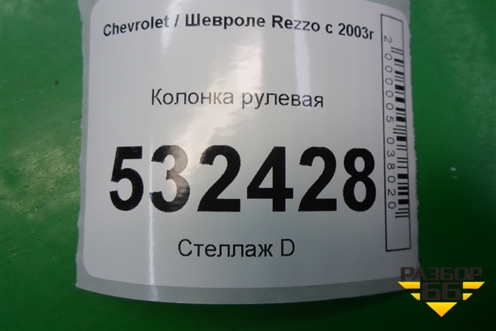 Chevrolet / Шевроле Rezzo с 2003г
Колонка рулевая
532428
Стеллаж D
2000005038020
РАЗБОР
66